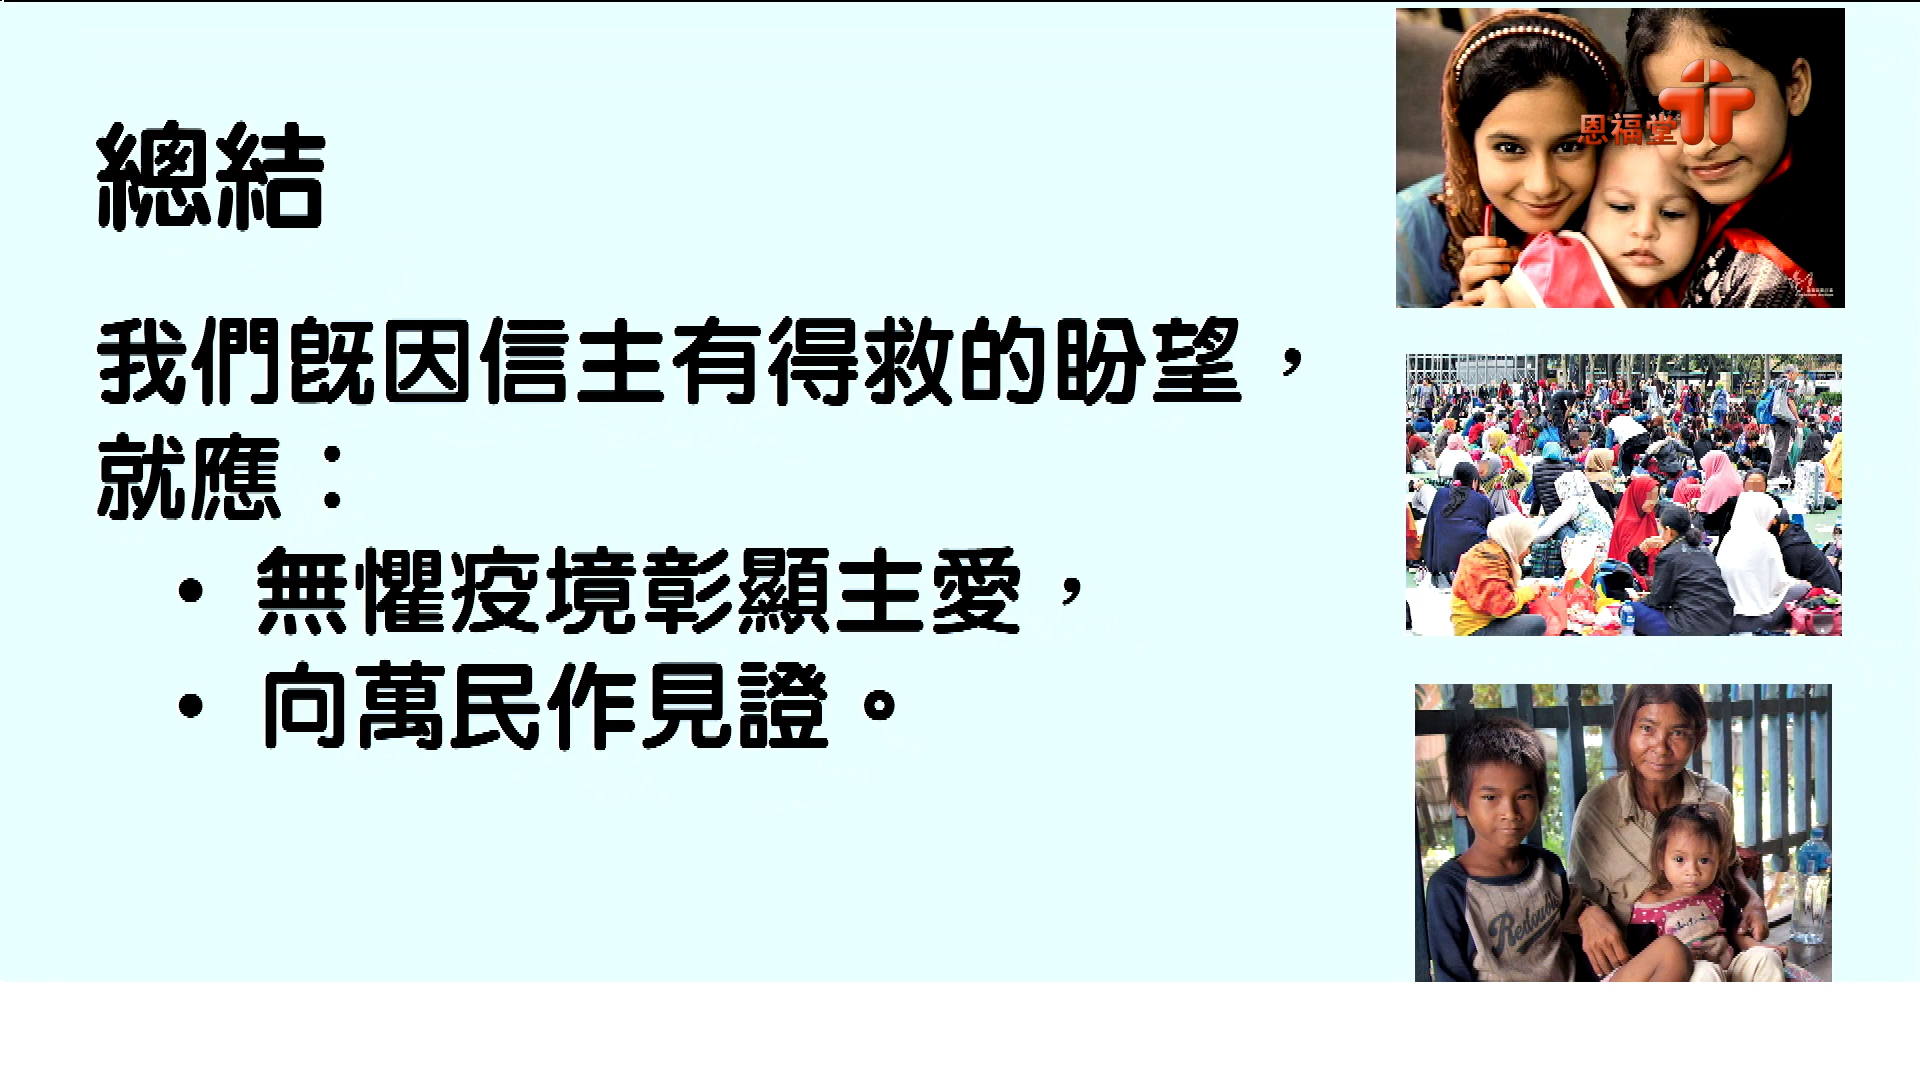 總結
我們既因信主有得救的盼望，
就應：
• 無懼疫境彰顯主愛，
• 向萬民作見證。
恩福堂
Redoubt